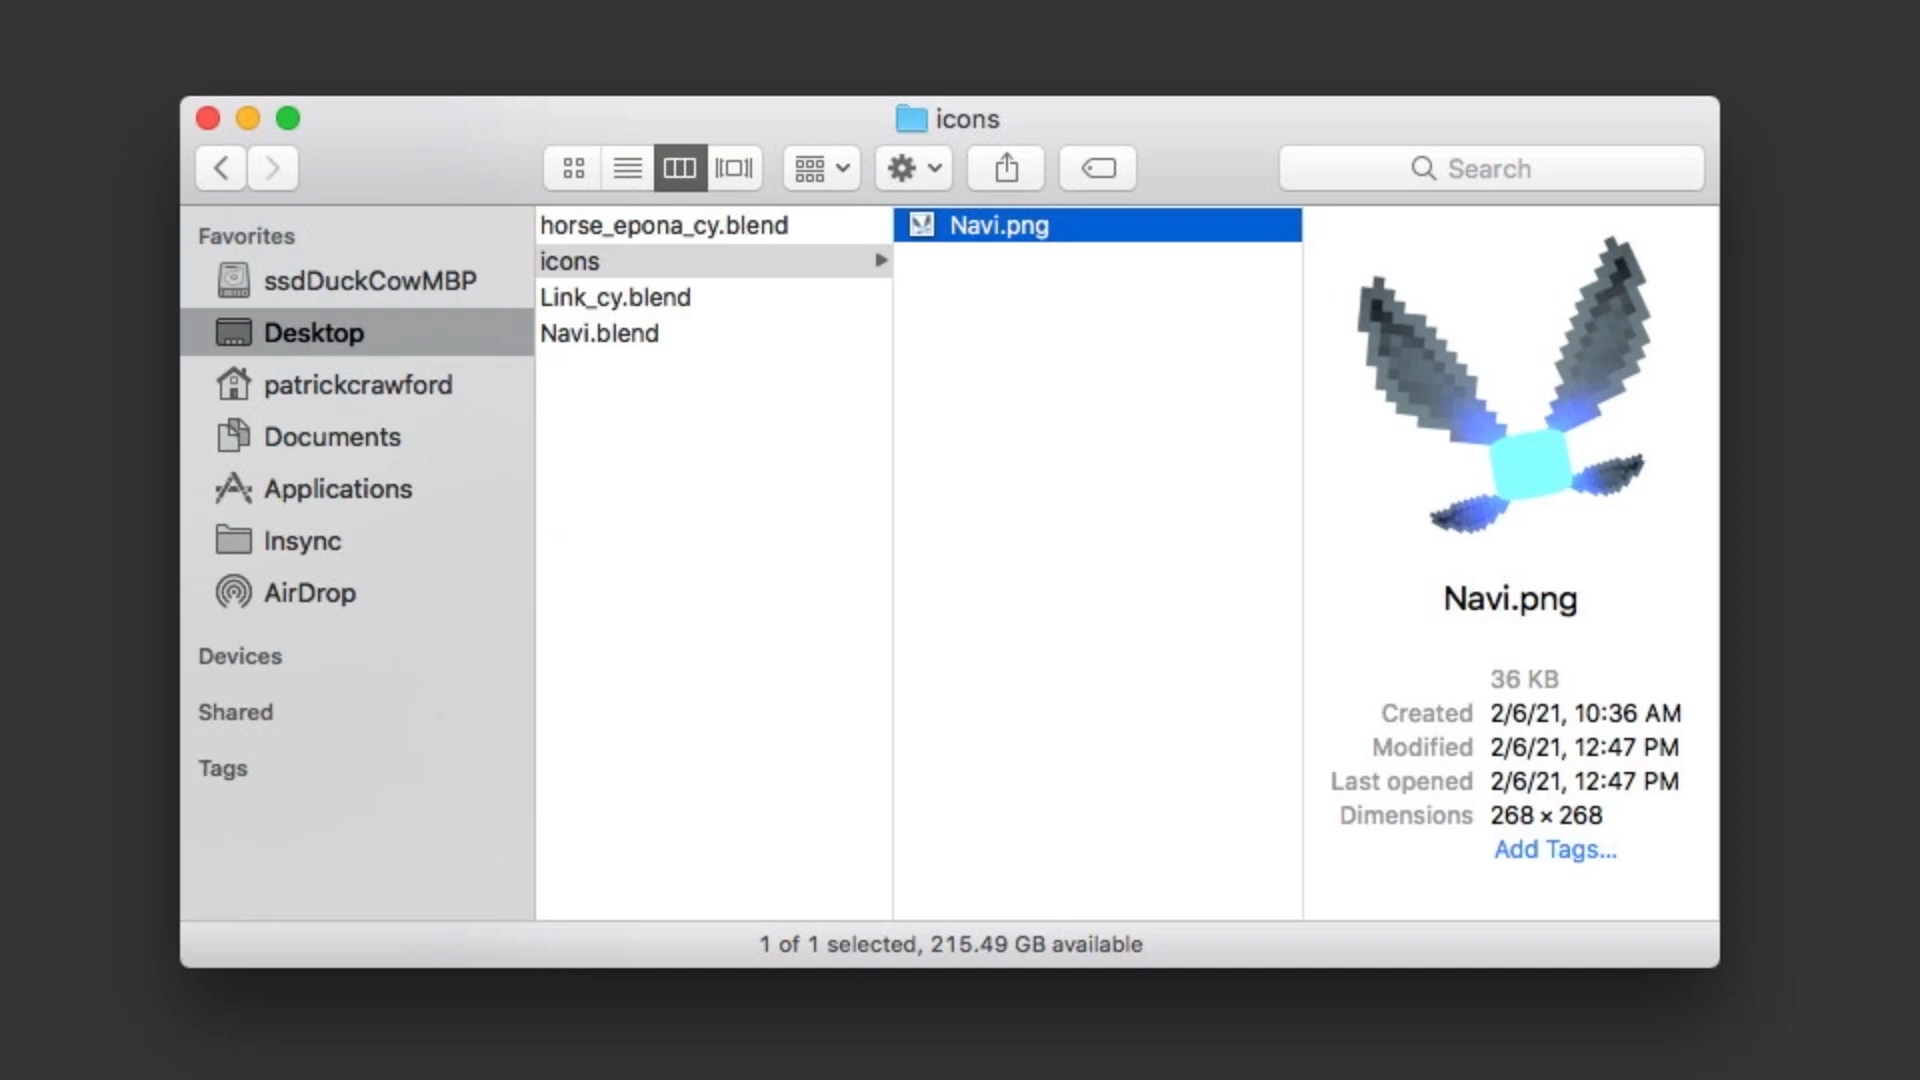 icons
Search
Favorites
ssdDuckCowMBP
Desktop
patrickcrawford
Documents
Applications
Insync
AirDrop
Devices
Shared
Tags
horse_epona_cy.blend
icons
Link_cy.blend
Navi.blend
Navi.png
Navi.png
36 KB
Created 2/6/21, 10:36 AM
Modified 2/6/21, 12:47 PM
Last opened 2/6/21, 12:47 PM
Dimensions 268 × 268
Add Tags...
1 of 1 selected, 215.49 GB available